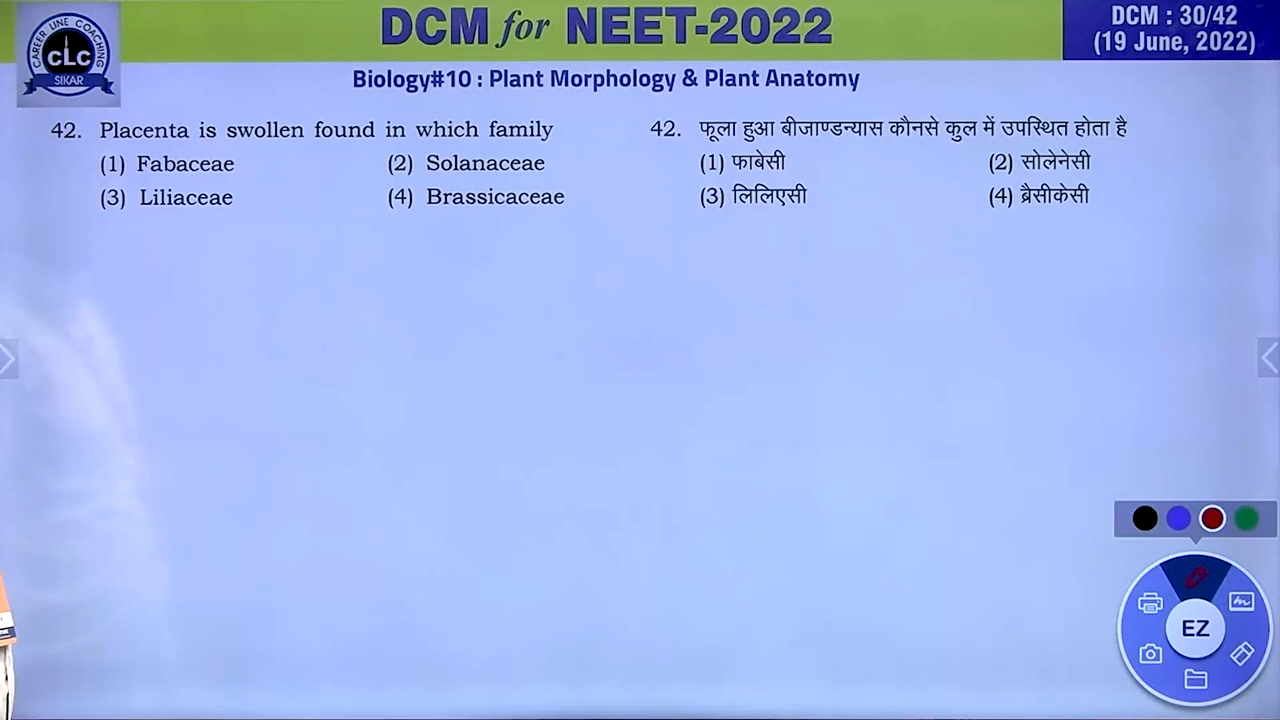 CAREER LINE COACHING
CLC
SIKAR
DCM for NEET-2022
DCM : 30/42
(19 June, 2022)
Biology#10 : Plant Morphology & Plant Anatomy
42. Placenta is swollen found in which family
(1) Fabaceae (2) Solanaceae
(3) Liliaceae (4) Brassicaceae
42. फूला हुआ बीजाण्डन्यास कौनसे कुल में उपस्थित होता है
(1) फाबेसी (2) सोलेनेसी
(3) लिलिएसी (4) ब्रैसीकेसी
EZ